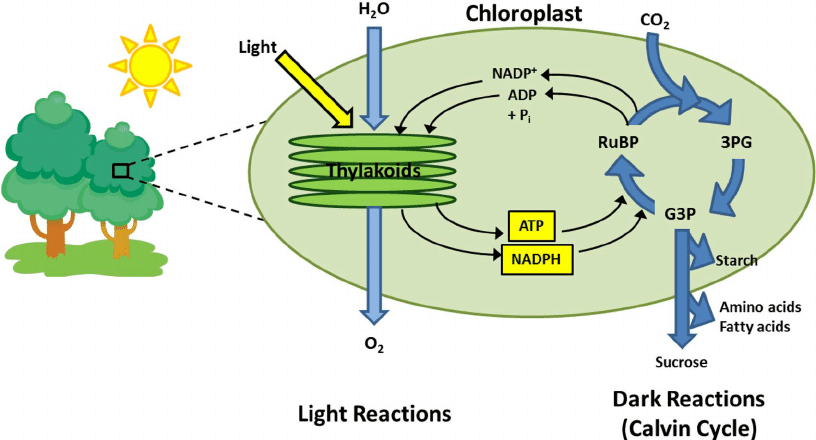 Chloroplast
H₂O
CO₂
Light
NADP⁺
ADP
+ Pᵢ
RuBP
3PG
Thylakoids
G3P
ATP
NADPH
Starch
Amino acids
Fatty acids
O₂
Sucrose
Light Reactions
Dark Reactions
(Calvin Cycle)